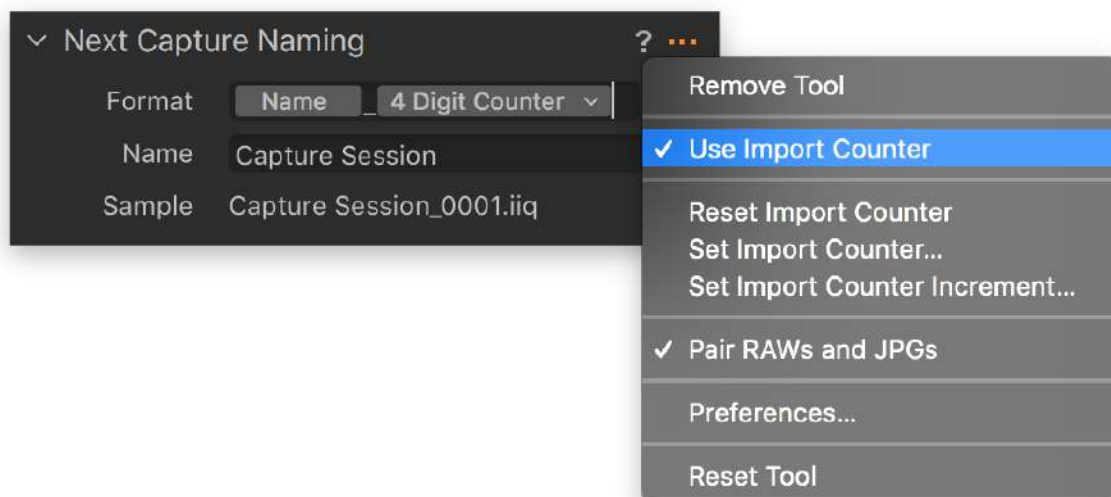 Next Capture Naming ? ...
Format Name _ 4 Digit Counter
Name Capture Session
Sample Capture Session_0001.iiq
Remove Tool
✓ Use Import Counter
Reset Import Counter
Set Import Counter...
Set Import Counter Increment...
✓ Pair RAWs and JPGs
Preferences...
Reset Tool